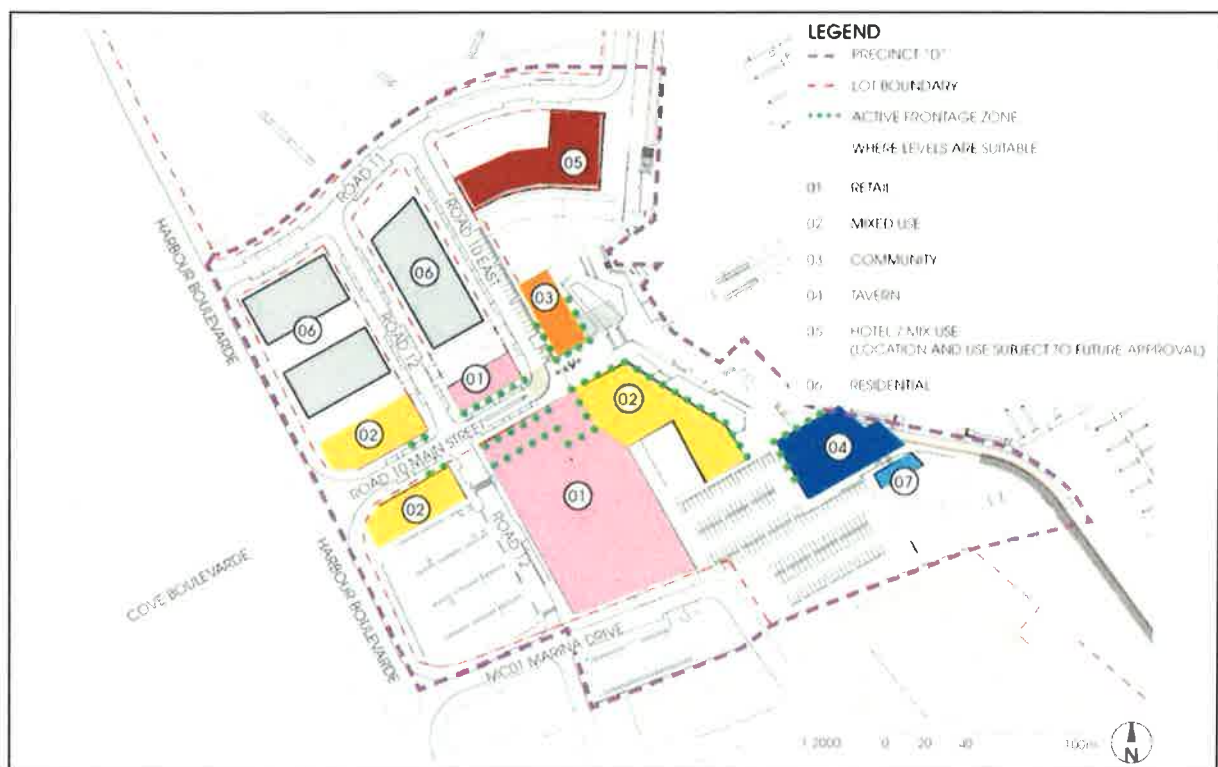 LEGEND
PRECINCT "D"
LOT BOUNDARY
ACTIVE FRONTAGE ZONE
WHERE LEVELS ARE SUITABLE
01 RETAIL
02 MIXED USE
03 COMMUNITY
04 TAVERN
05 HOTEL / MIX USE
(LOCATION AND USE SUBJECT TO FUTURE APPROVAL)
06 RESIDENTIAL
05
ROAD 11
ROAD 10 EAST
HARBOUR BOULEVARDE
06
03
06
ROAD 12
01
02
02
ROAD 10 MAIN STREET
04
07
02
01
ROAD 12
HARBOUR BOULEVARDE
COVE BOULEVARDE
MC01 MARINA DRIVE
1:2000 0 20 40 100m
N